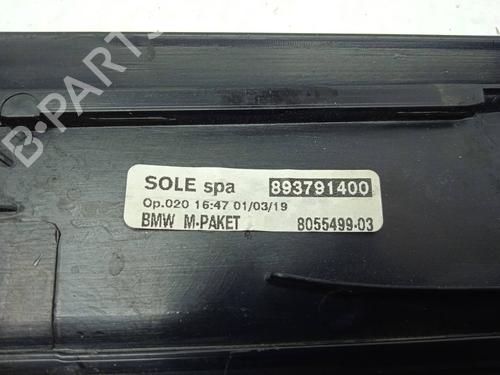 SOLE spa 893791400
Op.020 16:47 01/03/19
BMW M-PAKET 8055499-03
B-PARTS